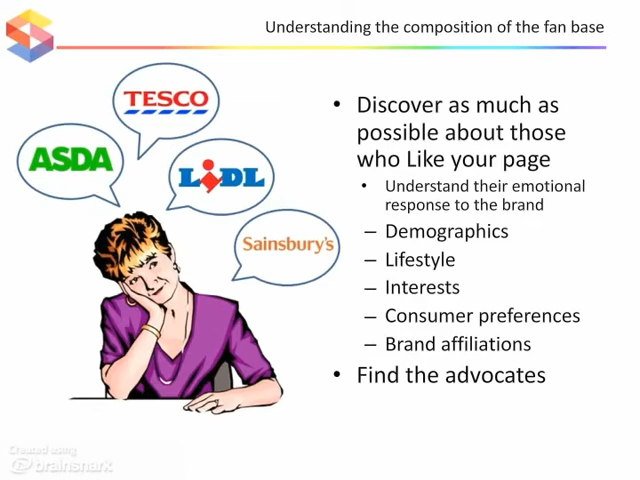 Understanding the composition of the fan base
TESCO
ASDA
LiDL
Sainsbury's
• Discover as much as
possible about those
who Like your page
• Understand their emotional
response to the brand
– Demographics
– Lifestyle
– Interests
– Consumer preferences
– Brand affiliations
• Find the advocates
Created using
brainshark